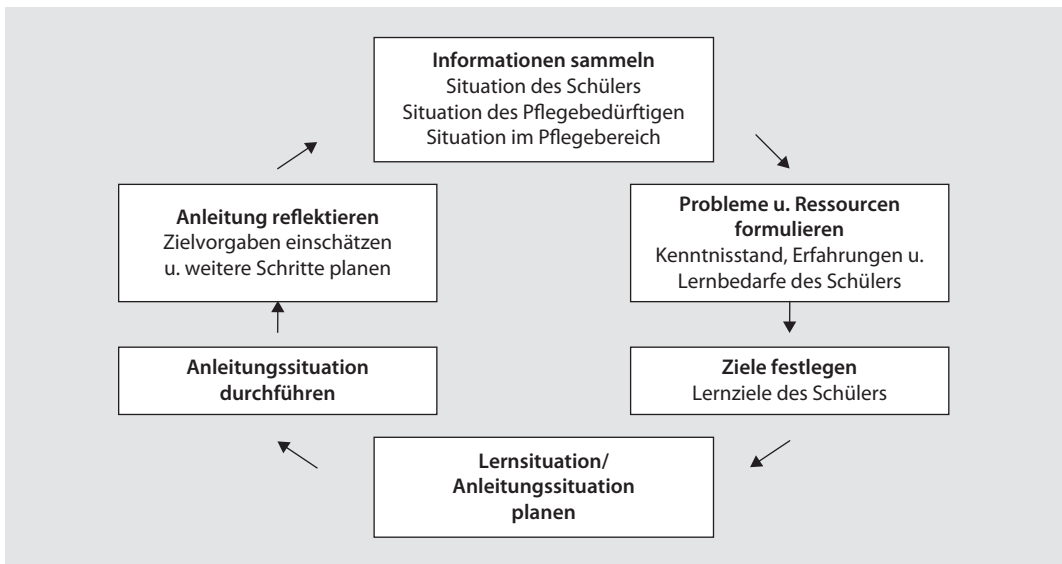 Informationen sammeln
Situation des Schülers
Situation des Pflegebedürftigen
Situation im Pflegebereich
Probleme u. Ressourcen
formulieren
Kenntnisstand, Erfahrungen u.
Lernbedarfe des Schülers
Ziele festlegen
Lernziele des Schülers
Lernsituation/
Anleitungssituation
planen
Anleitungssituation
durchführen
Anleitung reflektieren
Zielvorgaben einschätzen
u. weitere Schritte planen